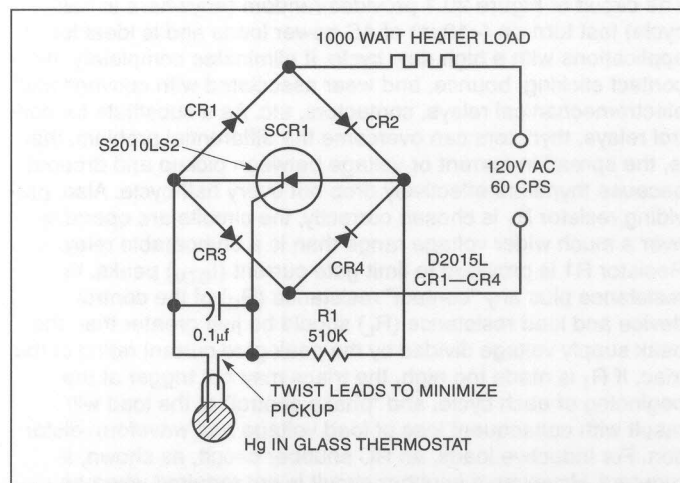 1000 WATT HEATER LOAD
CR1
CR2
SCR1
S2010LS2
120V AC
60 CPS
CR3
CR4
D2015L
CR1—CR4
R1
510K
0.1µf
TWIST LEADS TO MINIMIZE
PICKUP
Hg IN GLASS THERMOSTAT